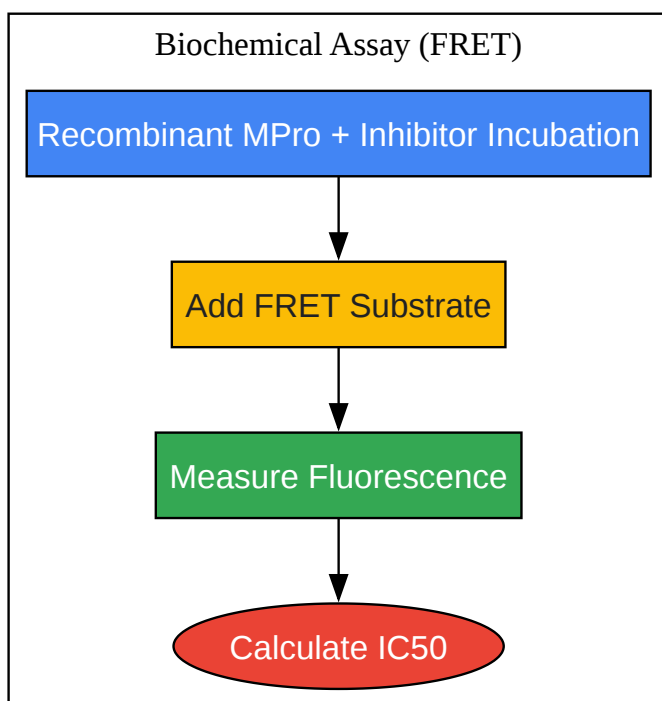 Biochemical Assay (FRET)
Recombinant MPro + Inhibitor Incubation
Add FRET Substrate
Measure Fluorescence
Calculate IC50